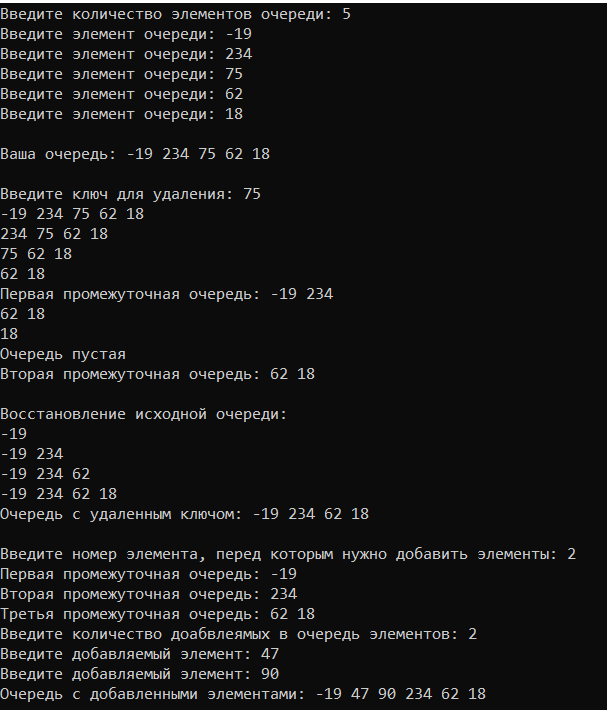 Введите количество элементов очереди: 5
Введите элемент очереди: -19
Введите элемент очереди: 234
Введите элемент очереди: 75
Введите элемент очереди: 62
Введите элемент очереди: 18
Ваша очередь: -19 234 75 62 18
Введите ключ для удаления: 75
-19 234 75 62 18
234 75 62 18
75 62 18
62 18
Первая промежуточная очередь: -19 234
62 18
18
Очередь пустая
Вторая промежуточная очередь: 62 18
Восстановление исходной очереди:
-19
-19 234
-19 234 62
-19 234 62 18
Очередь с удаленным ключом: -19 234 62 18
Введите номер элемента, перед которым нужно добавить элементы: 2
Первая промежуточная очередь: -19
Вторая промежуточная очередь: 234
Третья промежуточная очередь: 62 18
Введите количество доабвлеямых в очередь элементов: 2
Введите добавляемый элемент: 47
Введите добавляемый элемент: 90
Очередь с добавленными элементами: -19 47 90 234 62 18